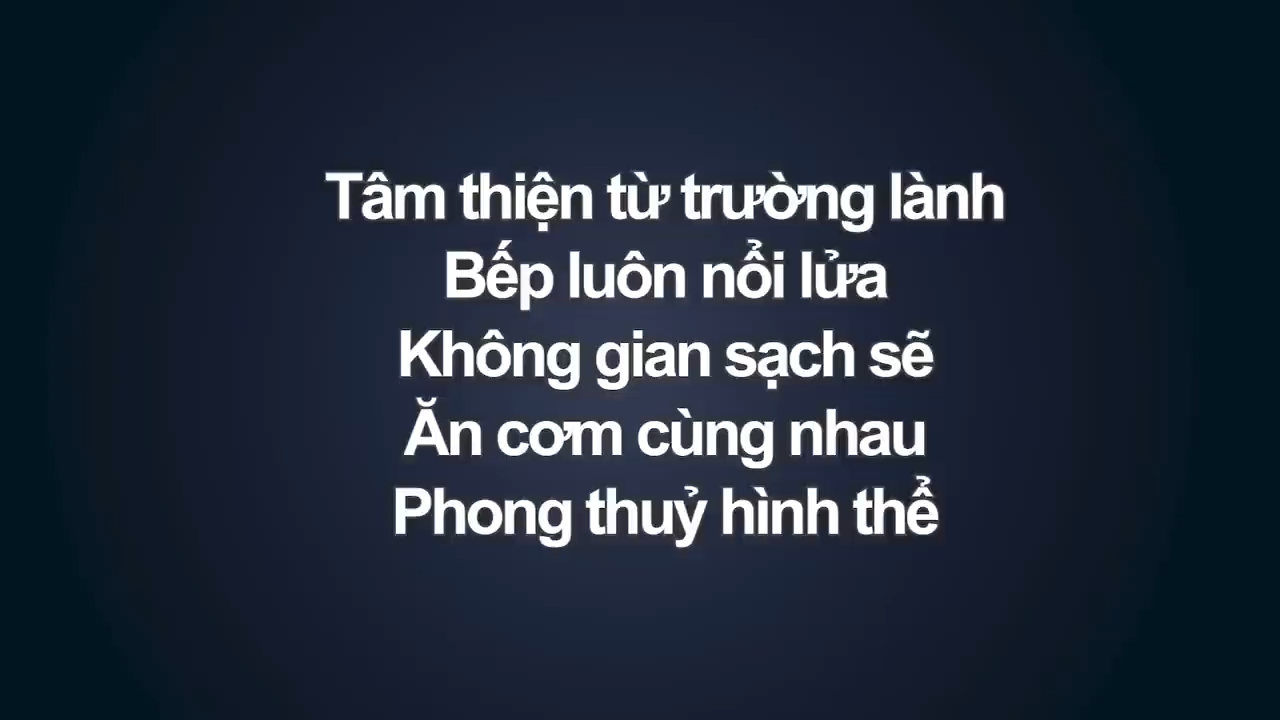 Tâm thiện từ trường lành
Bếp luôn nổi lửa
Không gian sạch sẽ
Ăn cơm cùng nhau
Phong thuỷ hình thể